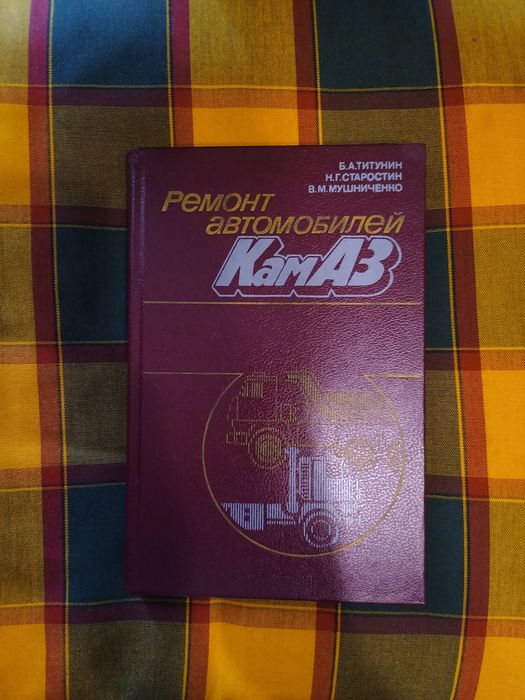 Б.А.ТИТУНИН
Н.Г.СТАРОСТИН
В.М.МУШНИЧЕНКО
РЕМОНТ
АВТОМОБИЛЕЙ
КамАЗ